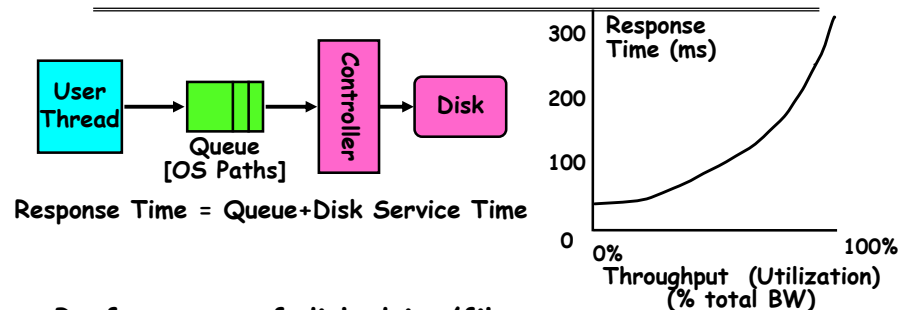 User
Thread
Queue
[OS Paths]
Controller
Disk
Response Time = Queue+Disk Service Time
Response
Time (ms)
300
200
100
0
0%
100%
Throughput (Utilization)
(% total BW)